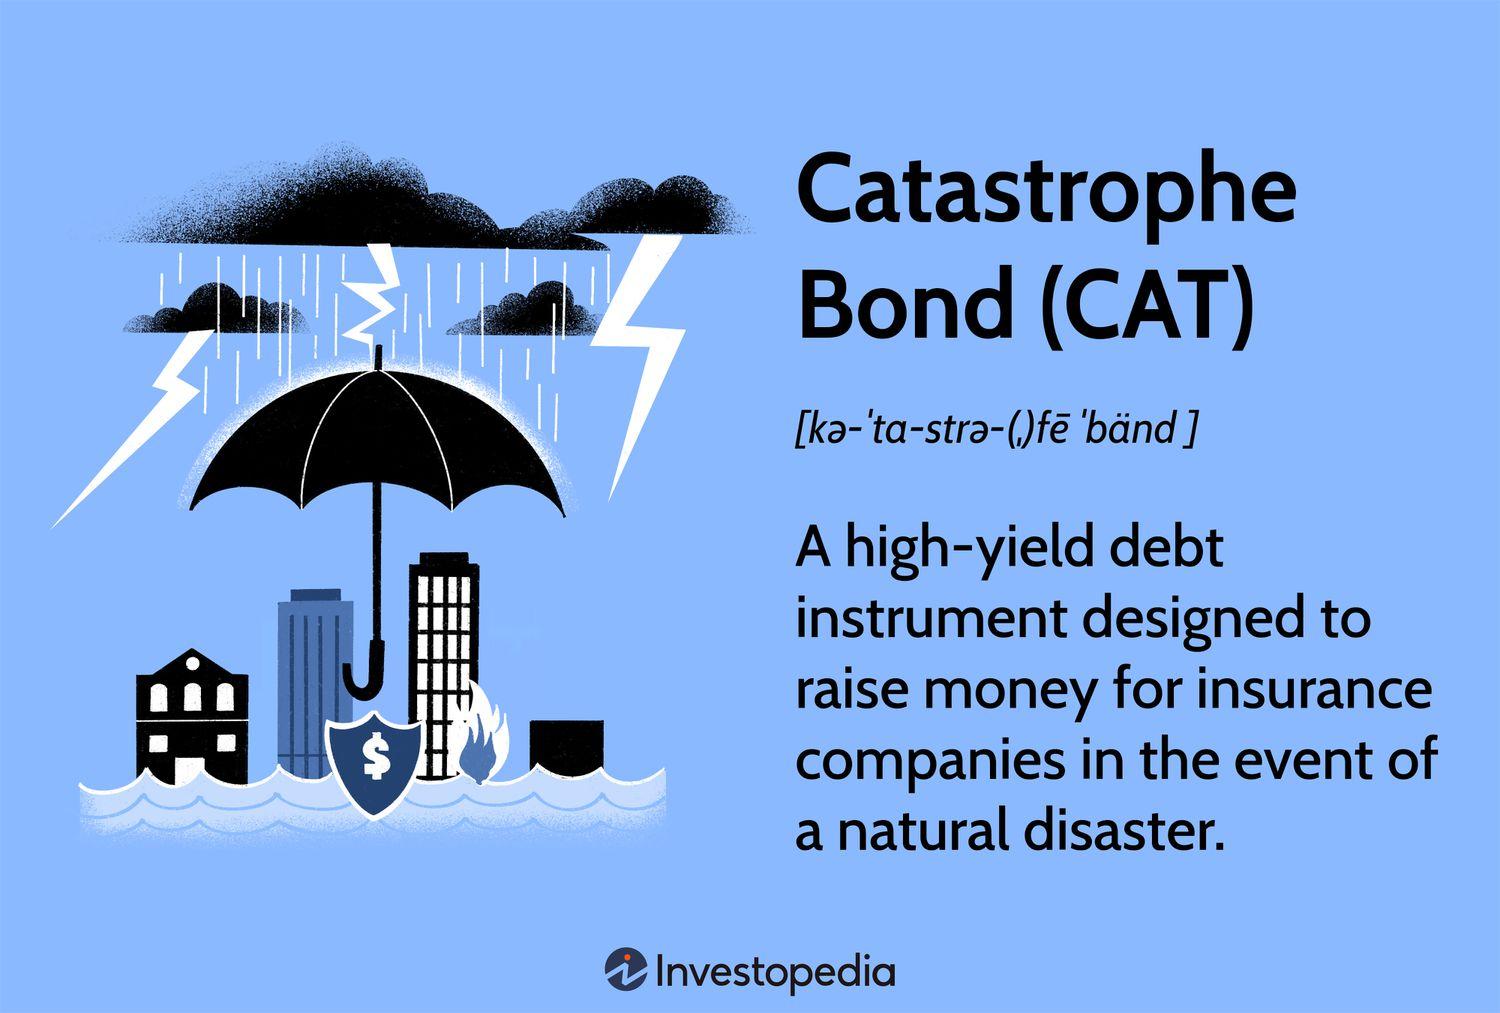 Catastrophe
Bond (CAT)
[kə-ˈta-strə-(ˌ)fē ˈbänd ]
A high-yield debt
instrument designed to
raise money for insurance
companies in the event of
a natural disaster.
$
Investopedia